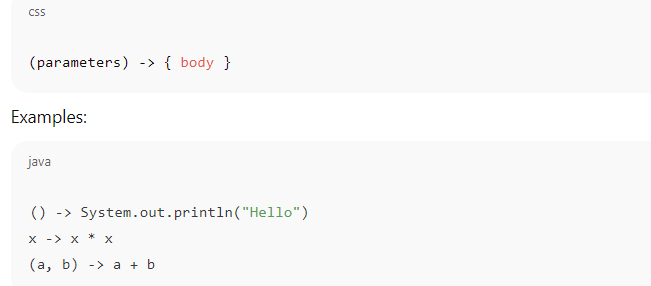 css
(parameters) -> { body }
Examples:
java
() -> System.out.println("Hello")
x -> x * x
(a, b) -> a + b